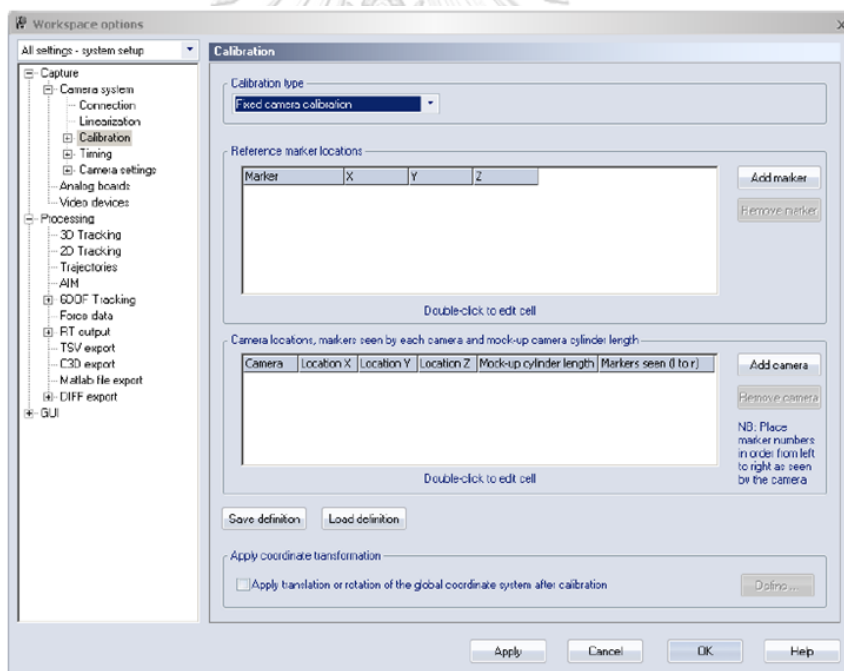 Workspace options
All settings - system setup
Calibration
Capture
Camera system
Connection
Linearization
Calibration
Timing
Camera settings
Analog boards
Video devices
Processing
3D Tracking
2D Tracking
Trajectories
AIM
6DOF Tracking
Force data
RT output
TSV export
C3D export
Matlab file export
DIFF export
GUI
Calibration type
Fixed camera calibration
Reference marker locations
Marker X Y Z
Add marker
Remove marker
Double-click to edit cell
Camera locations, markers seen by each camera and mock-up camera cylinder length
Camera Location X Location Y Location Z Mock-up cylinder length Markers seen (l to r)
Add camera
Remove camera
NB: Place
marker numbers
in order from left
to right as seen
by the camera
Double-click to edit cell
Save definition Load definition
Apply coordinate transformation
Apply translation or rotation of the global coordinate system after calibration
Define...
Apply Cancel OK Help